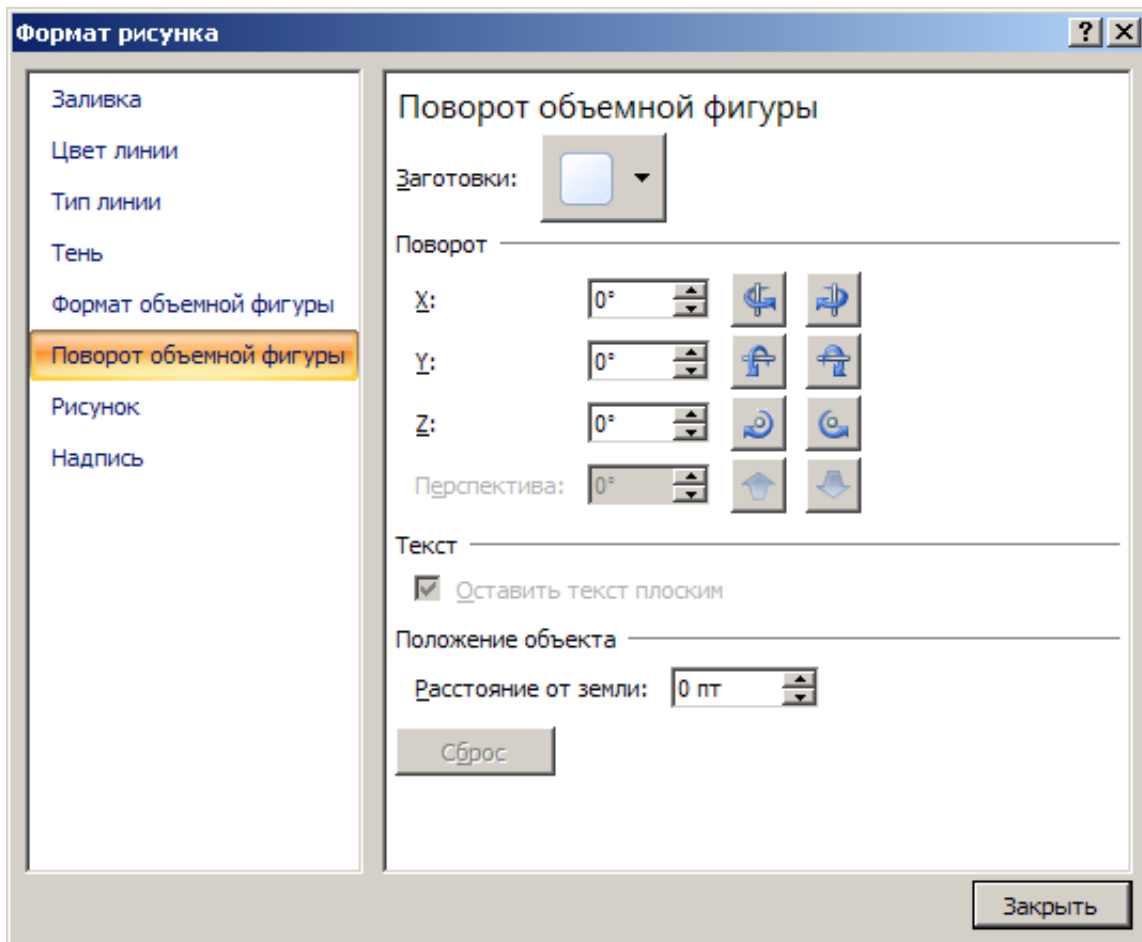 Формат рисунка
Заливка
Цвет линии
Тип линии
Тень
Формат объемной фигуры
Поворот объемной фигуры
Рисунок
Надпись
Поворот объемной фигуры
Заготовки:
Поворот
X: 0°
Y: 0°
Z: 0°
Перспектива: 0°
Текст
Оставить текст плоским
Положение объекта
Расстояние от земли: 0 пт
Сброс
Закрыть